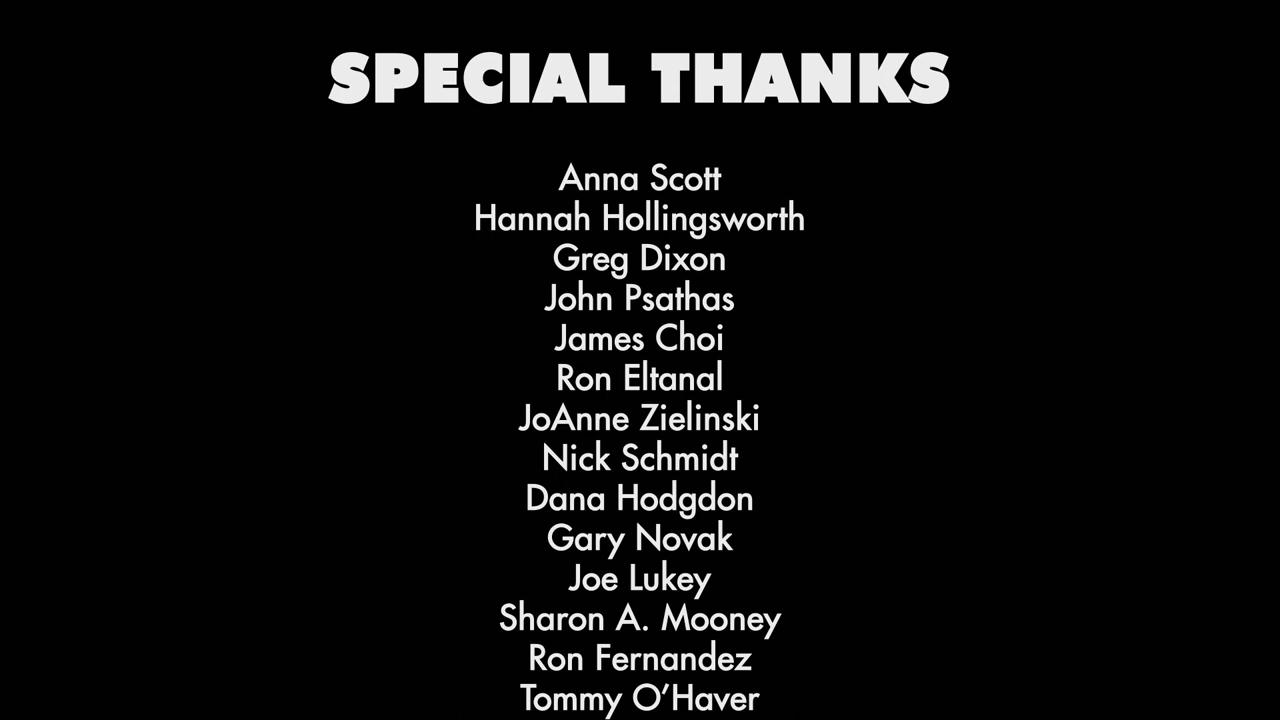 SPECIAL THANKS
Anna Scott
Hannah Hollingsworth
Greg Dixon
John Psathas
James Choi
Ron Eltanal
JoAnne Zielinski
Nick Schmidt
Dana Hodgdon
Gary Novak
Joe Lukey
Sharon A. Mooney
Ron Fernandez
Tommy O’Haver